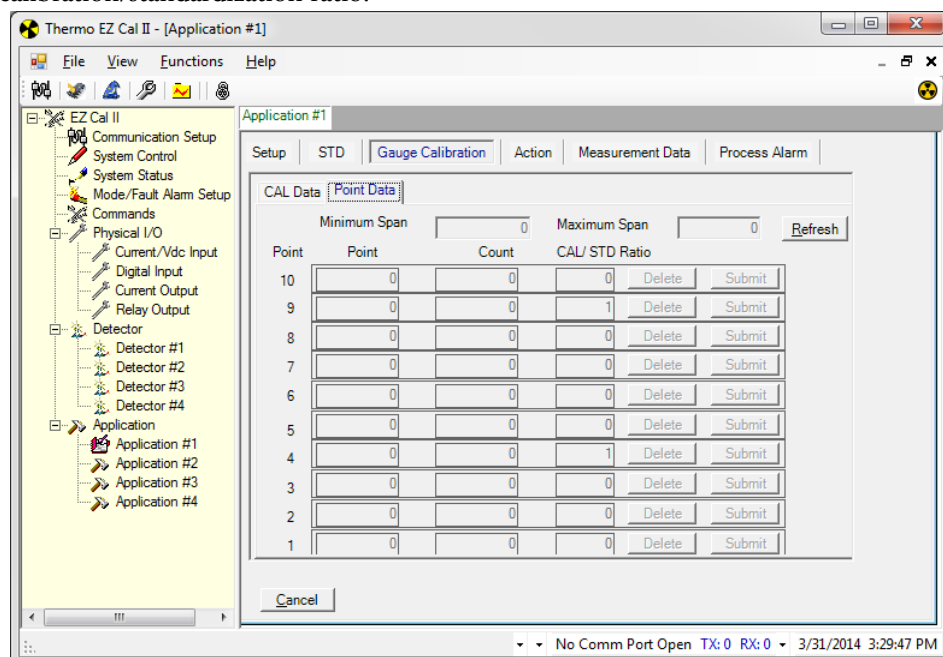 calibration/standardization ratio.
Thermo EZ Cal II - [Application #1]
File View Functions Help
EZ Cal II
Communication Setup
System Control
System Status
Mode/Fault Alarm Setup
Commands
Physical I/O
Current/Vdc Input
Digital Input
Current Output
Relay Output
Detector
Detector #1
Detector #2
Detector #3
Detector #4
Application
Application #1
Application #2
Application #3
Application #4
Application #1
Setup STD Gauge Calibration Action Measurement Data Process Alarm
CAL Data Point Data
Minimum Span 0 Maximum Span 0 Refresh
Point Point Count CAL/ STD Ratio
10 0 0 0 Delete Submit
9 0 0 1 Delete Submit
8 0 0 0 Delete Submit
7 0 0 0 Delete Submit
6 0 0 0 Delete Submit
5 0 0 0 Delete Submit
4 0 0 1 Delete Submit
3 0 0 0 Delete Submit
2 0 0 0 Delete Submit
1 0 0 0 Delete Submit
Cancel
No Comm Port Open TX: 0 RX: 0 3/31/2014 3:29:47 PM